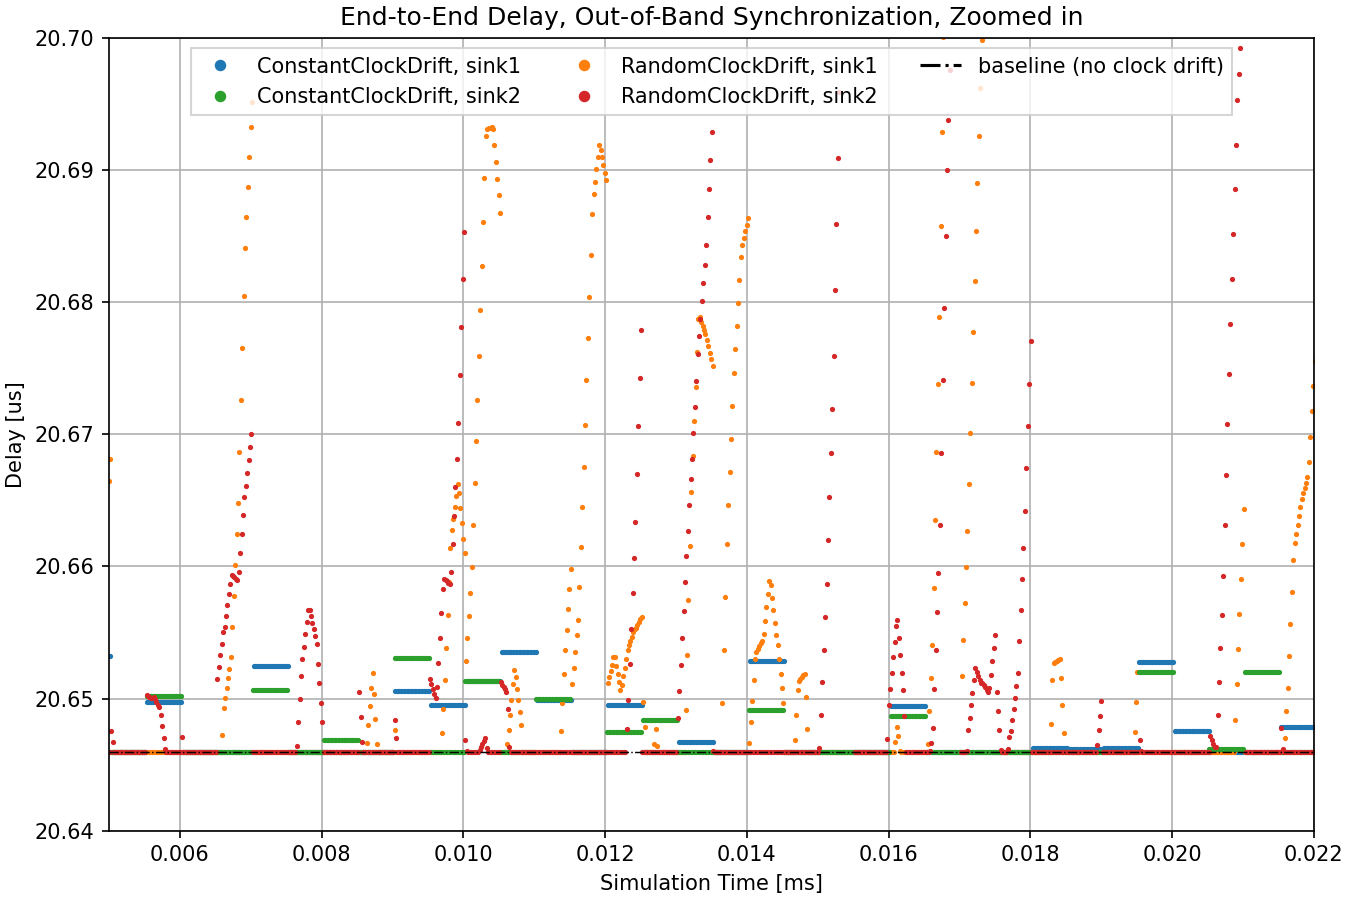 End-to-End Delay, Out-of-Band Synchronization, Zoomed in
ConstantClockDrift, sink1
ConstantClockDrift, sink2
RandomClockDrift, sink1
RandomClockDrift, sink2
baseline (no clock drift)
Delay [us]
20.70
20.69
20.68
20.67
20.66
20.65
20.64
0.006 0.008 0.010 0.012 0.014 0.016 0.018 0.020 0.022
Simulation Time [ms]